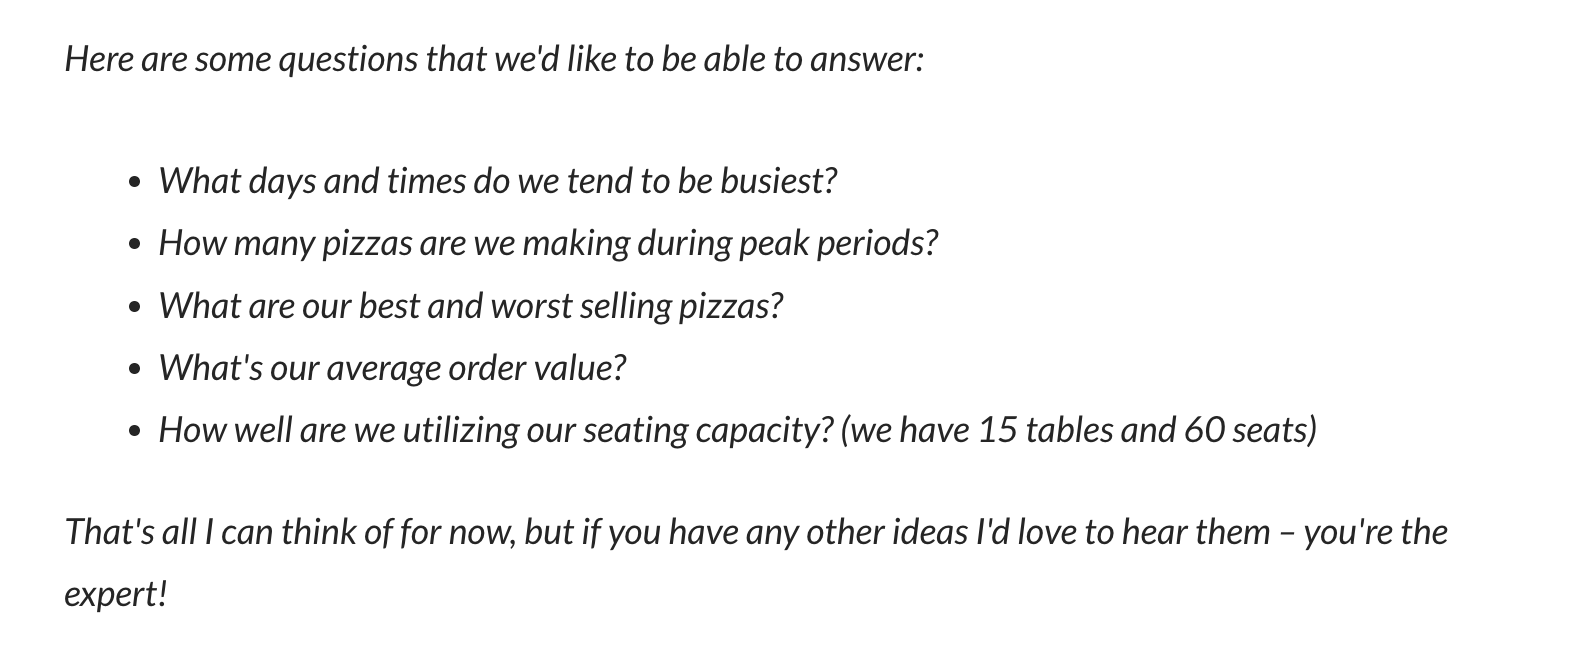 Here are some questions that we'd like to be able to answer:
• What days and times do we tend to be busiest?
• How many pizzas are we making during peak periods?
• What are our best and worst selling pizzas?
• What's our average order value?
• How well are we utilizing our seating capacity? (we have 15 tables and 60 seats)
That's all I can think of for now, but if you have any other ideas I'd love to hear them – you're the
expert!